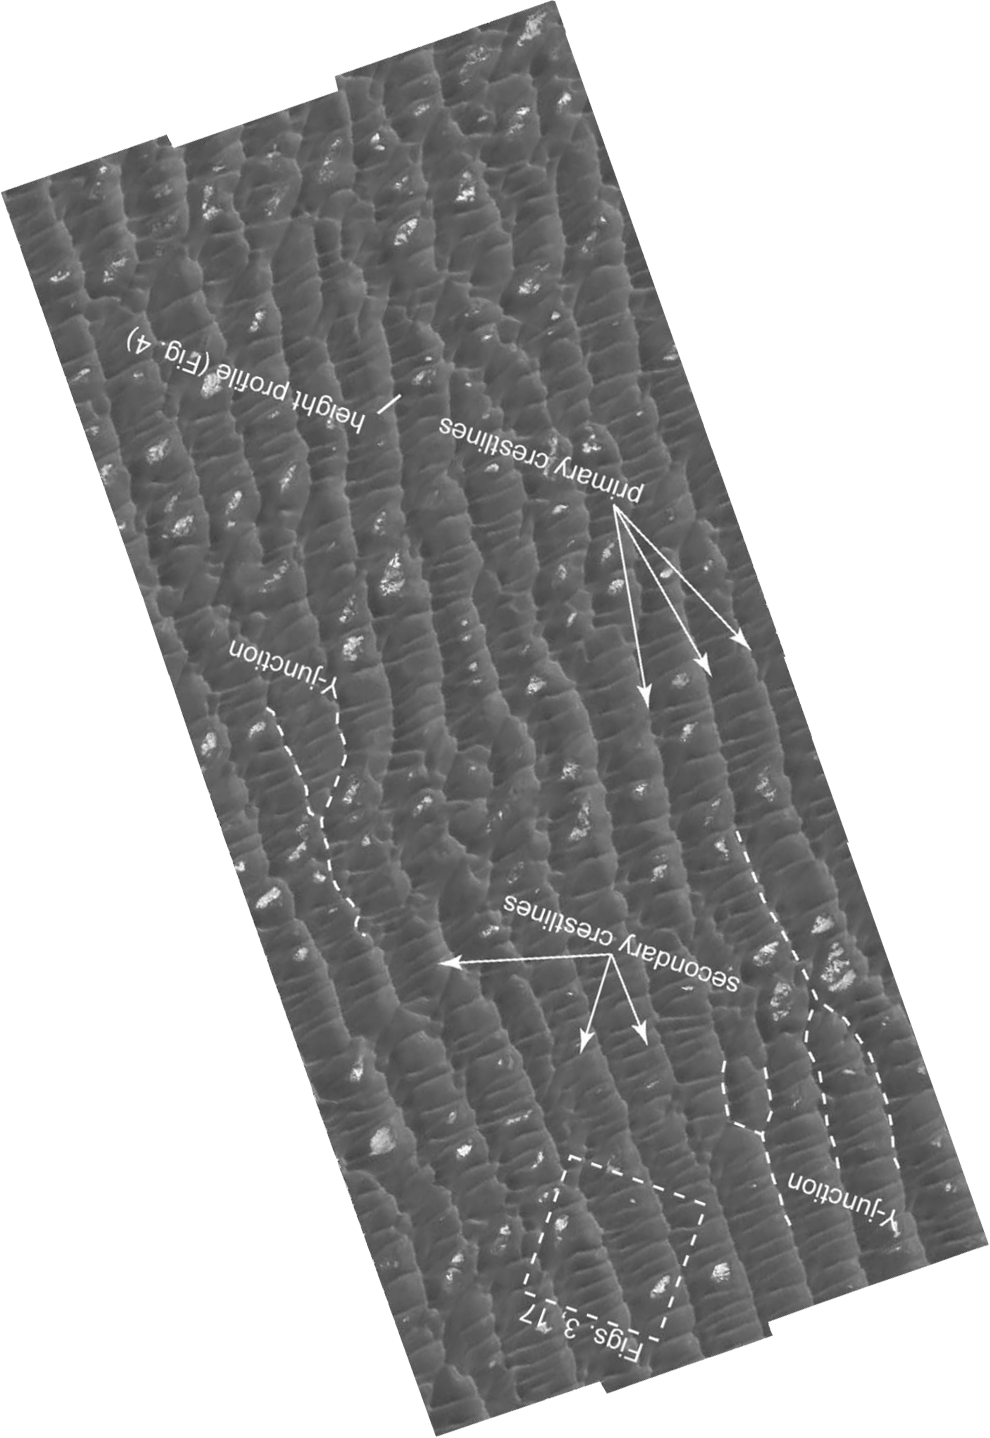 Figs. 3, 17
Y-junction
secondary crestlines
Y-junction
primary crestlines
height profile (Fig. 4)